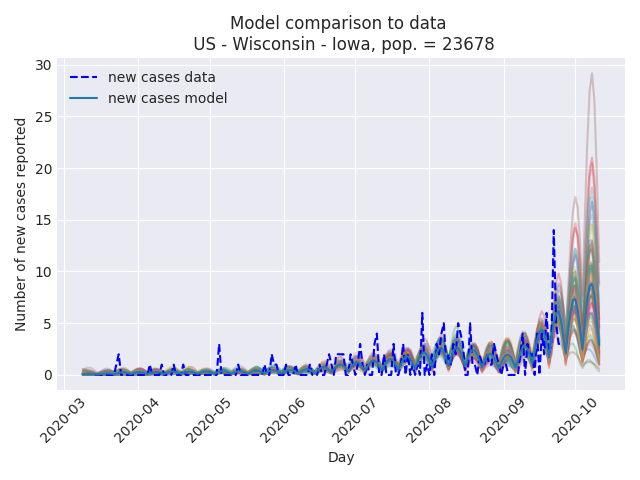 Model comparison to data
US - Wisconsin - Iowa, pop. = 23678
new cases data
new cases model
Number of new cases reported
30
25
20
15
10
5
0
2020-03
2020-04
2020-05
2020-06
2020-07
2020-08
2020-09
2020-10
Day